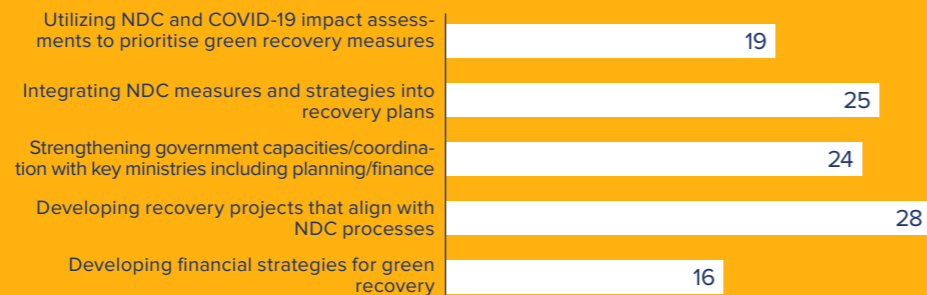 Utilizing NDC and COVID-19 impact assess-
ments to prioritise green recovery measures
19
Integrating NDC measures and strategies into
recovery plans
25
Strengthening government capacities/coordina-
tion with key ministries including planning/finance
24
Developing recovery projects that align with
NDC processes
28
Developing financial strategies for green
recovery
16